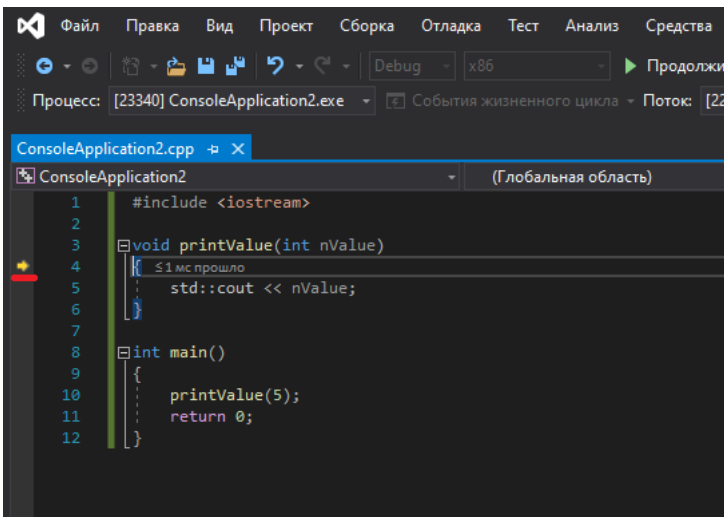 Файл Правка Вид Проект Сборка Отладка Тест Анализ Средства
Debug x86 Продолжи
Процесс: [23340] ConsoleApplication2.exe События жизненного цикла Поток: [22
ConsoleApplication2.cpp
ConsoleApplication2 (Глобальная область)
1 #include <iostream>
2
3 void printValue(int nValue)
4 { ≤1 мс прошло
5 std::cout << nValue;
6 }
7
8 int main()
9 {
10 printValue(5);
11 return 0;
12 }